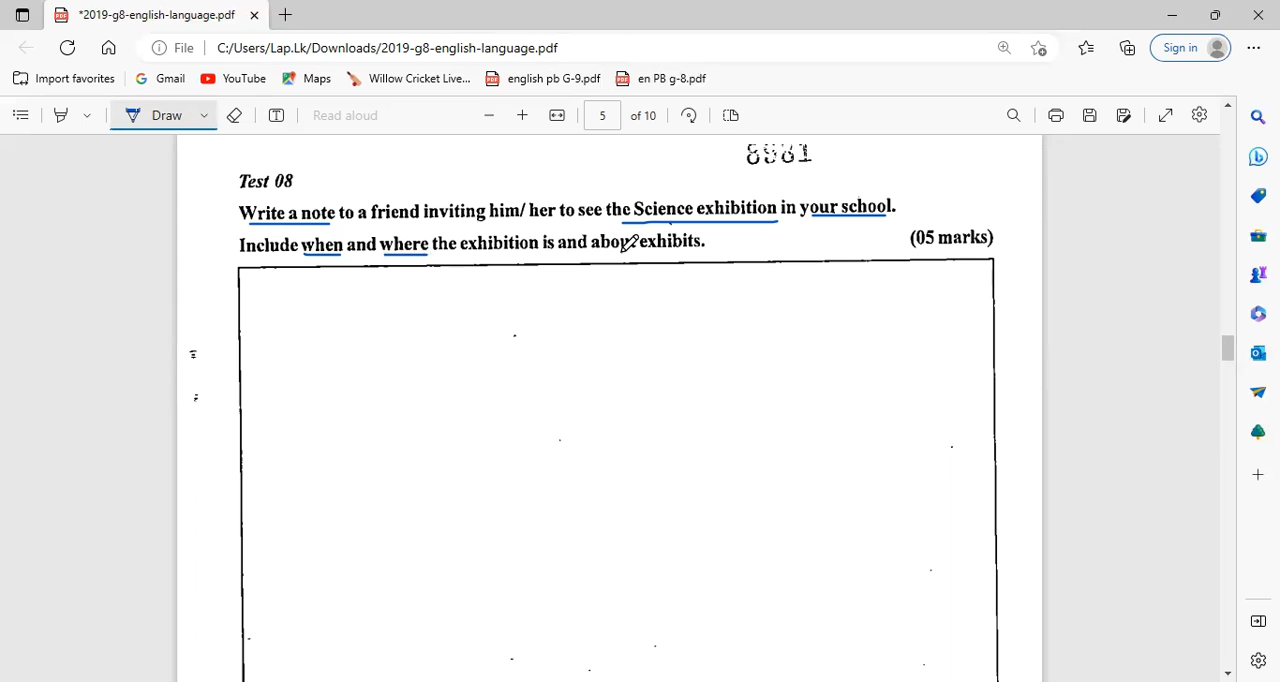 *2019-g8-english-language.pdf
File C:/Users/Lap.Lk/Downloads/2019-g8-english-language.pdf
Sign in
Import favorites Gmail YouTube Maps Willow Cricket Live... english pb G-9.pdf en PB g-8.pdf
Draw Read aloud 5 of 10
8981
Test 08
Write a note to a friend inviting him/ her to see the Science exhibition in your school.
Include when and where the exhibition is and about exhibits.
(05 marks)